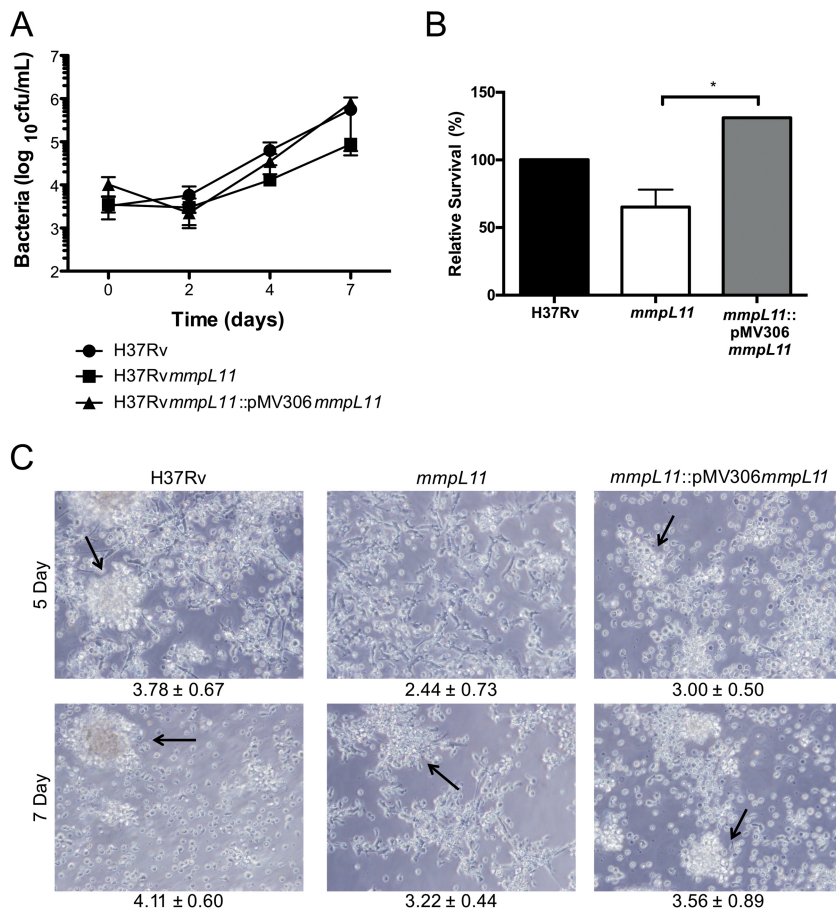 A
Bacteria (log 10 cfu/mL)
7
6
5
4
3
2
0
2
4
7
Time (days)
H37Rv
H37RvmmpL11
H37RvmmpL11::pMV306mmpL11
B
Relative Survival (%)
150
100
50
0
*
H37Rv
mmpL11
mmpL11::
pMV306
mmpL11
C
H37Rv
mmpL11
mmpL11::pMV306mmpL11
5 Day
3.78 ± 0.67
2.44 ± 0.73
3.00 ± 0.50
7 Day
4.11 ± 0.60
3.22 ± 0.44
3.56 ± 0.89